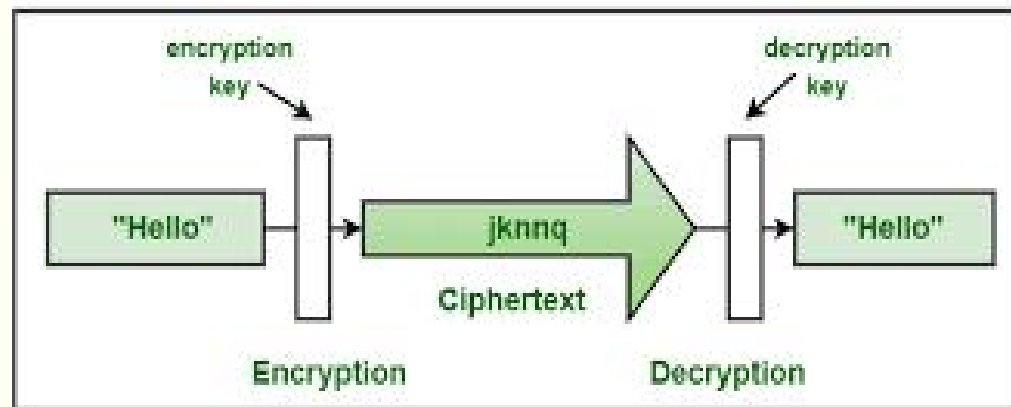 encryption
key
decryption
key
"Hello"
jknnq
"Hello"
Ciphertext
Encryption
Decryption